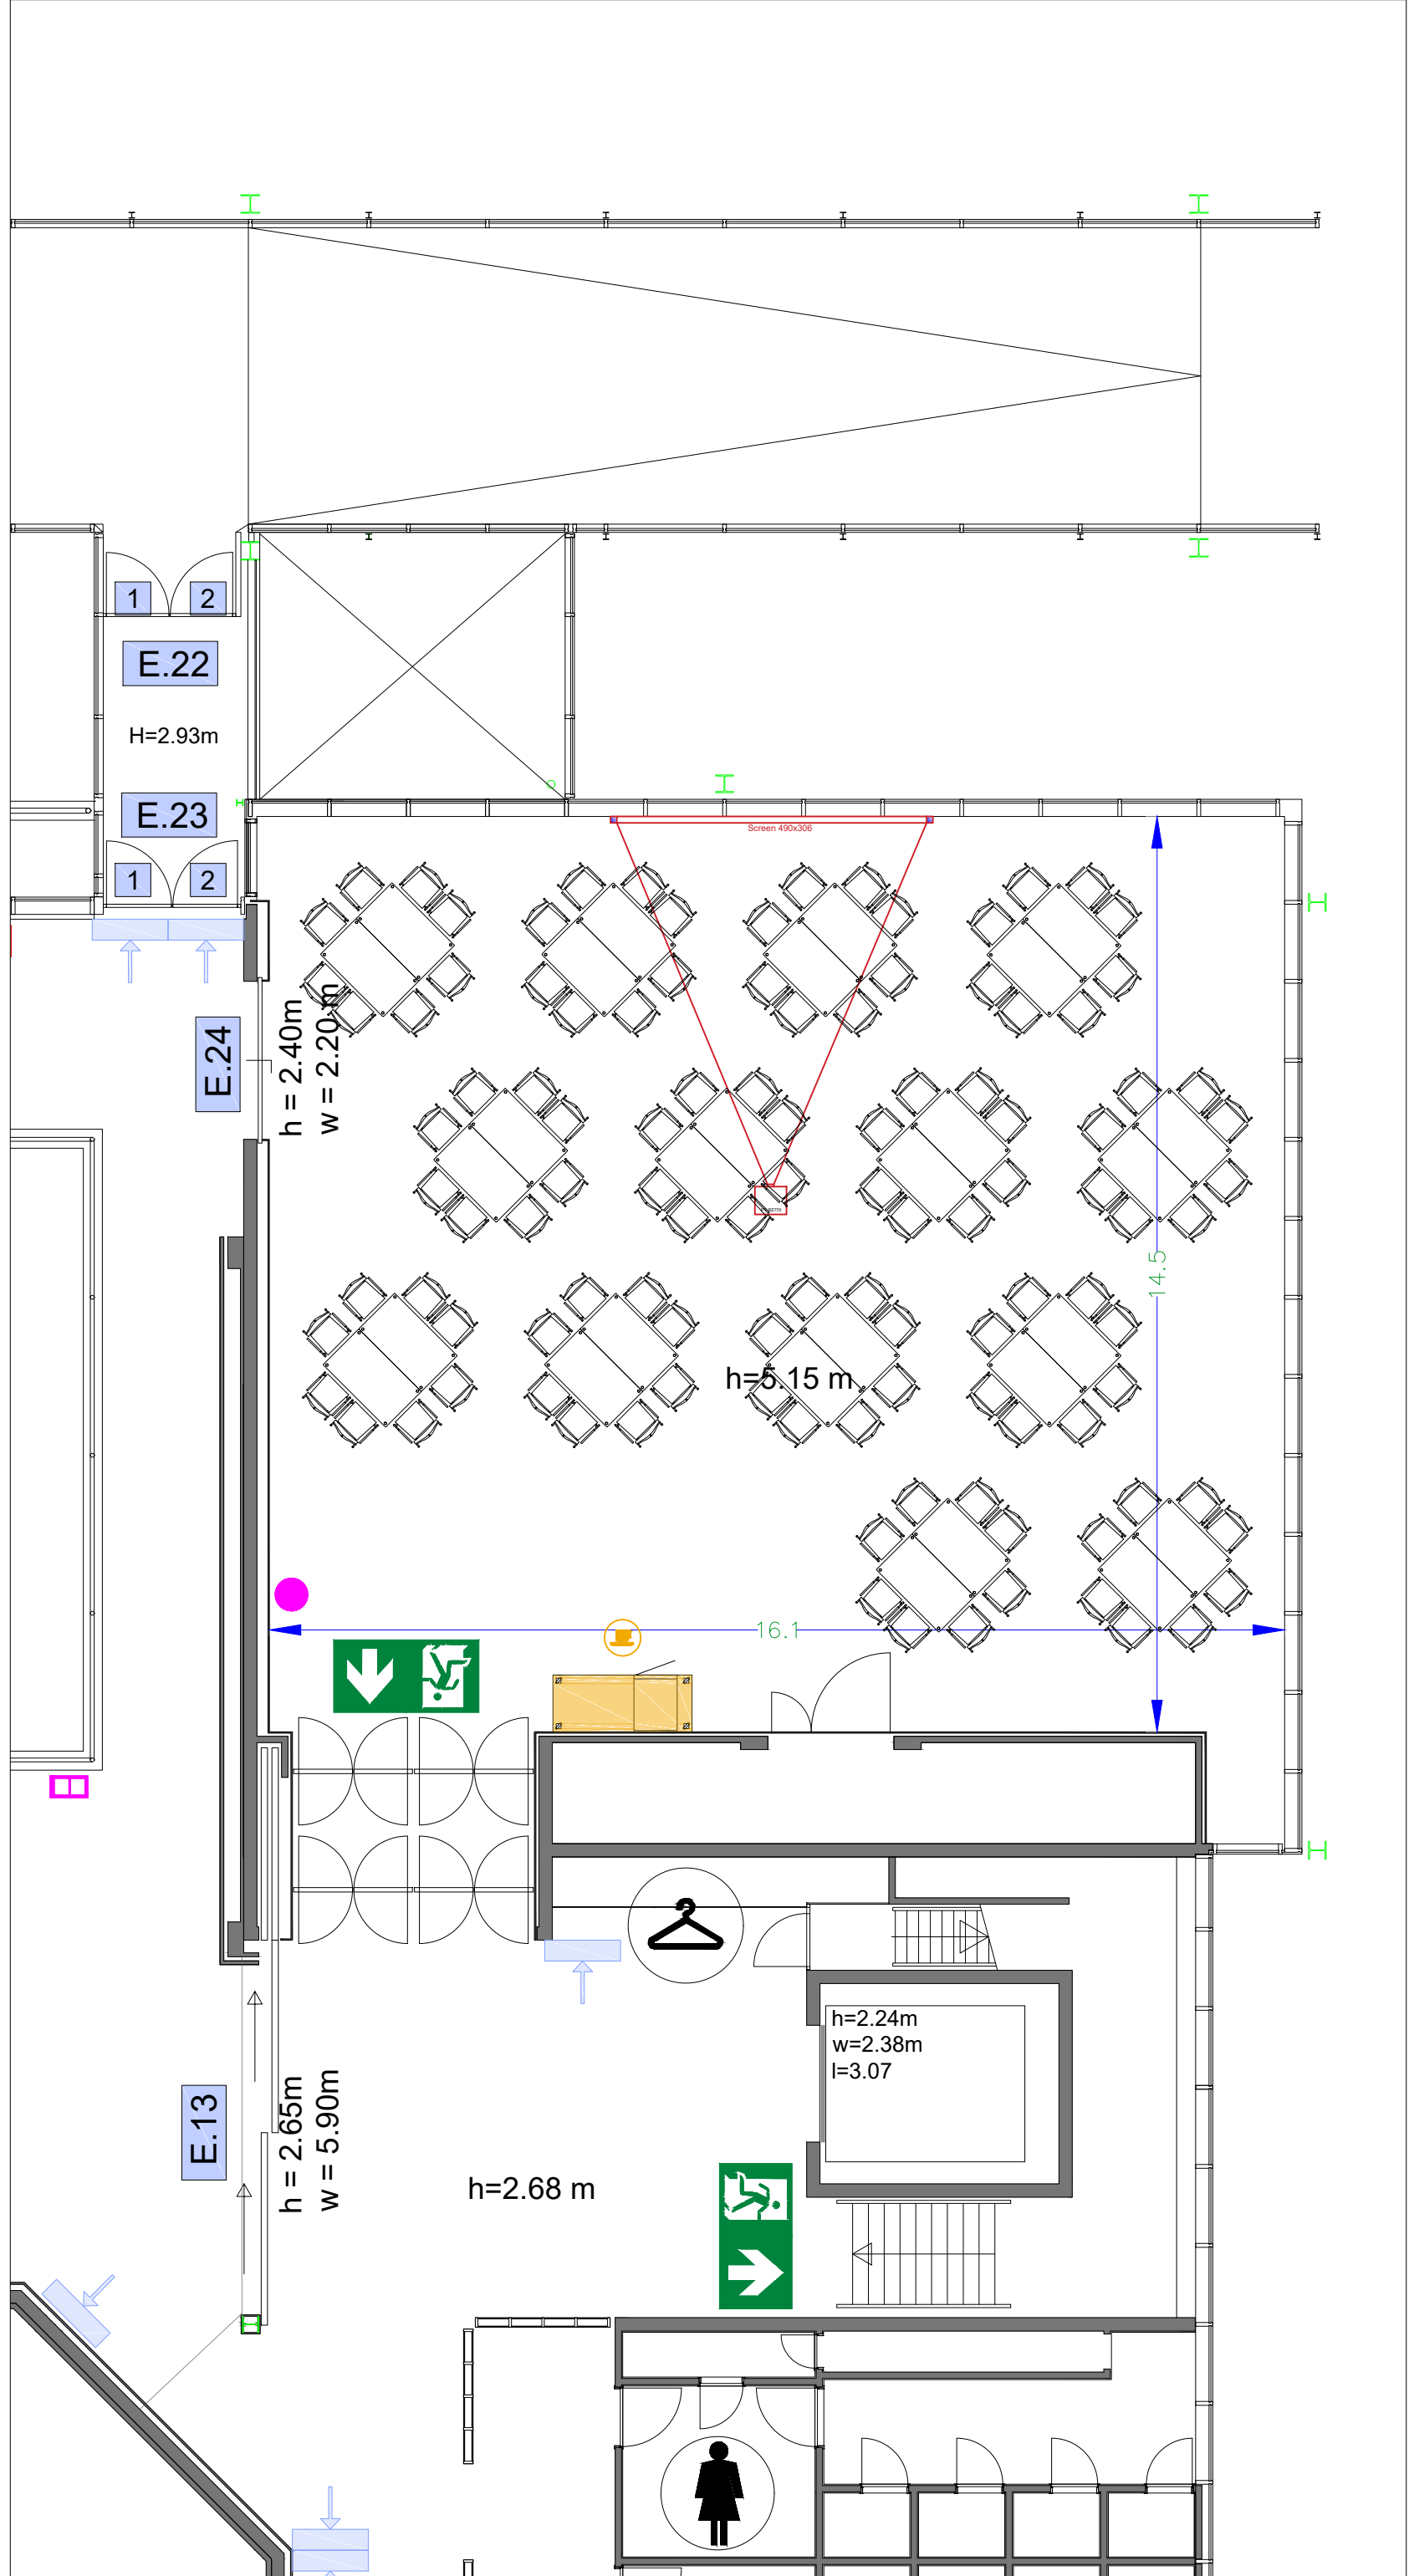 1
2
E.22
H=2.93m
E.23
1
2
Screen 490x306
E.24
h = 2.40m
w = 2.20 m
14.5
h=5.15 m
16.1
h=2.24m
w=2.38m
l=3.07
E.13
h = 2.65m
w = 5.90m
h=2.68 m